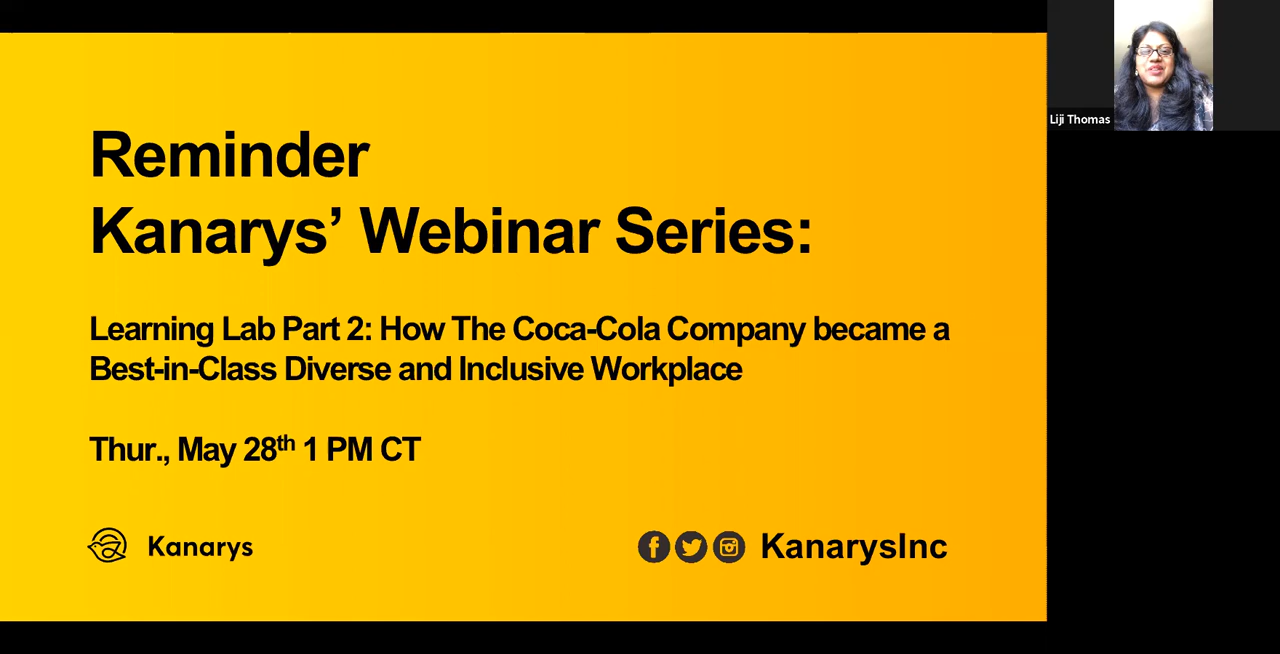 Reminder
Kanarys’ Webinar Series:
Learning Lab Part 2: How The Coca-Cola Company became a
Best-in-Class Diverse and Inclusive Workplace
Thur., May 28th 1 PM CT
Kanarys
KanarysInc
Liji Thomas